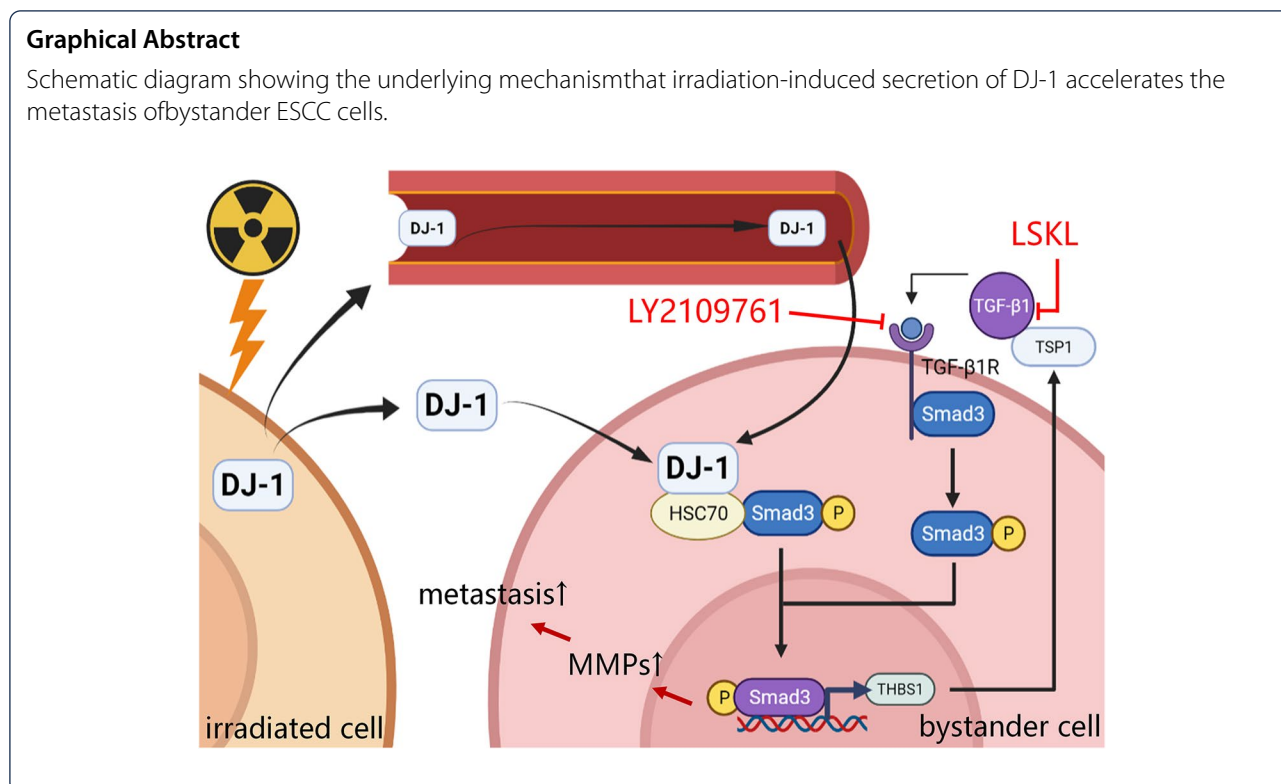 Graphical Abstract
Schematic diagram showing the underlying mechanismthat irradiation-induced secretion of DJ-1 accelerates the
metastasis ofbystander ESCC cells.
DJ-1
DJ-1
LSKL
LY2109761
TGF-β1
TSP1
TGF-β1R
Smad3
DJ-1
DJ-1
DJ-1
HSC70
Smad3
P
Smad3
P
metastasis↑
MMPs↑
P
Smad3
THBS1
irradiated cell
bystander cell